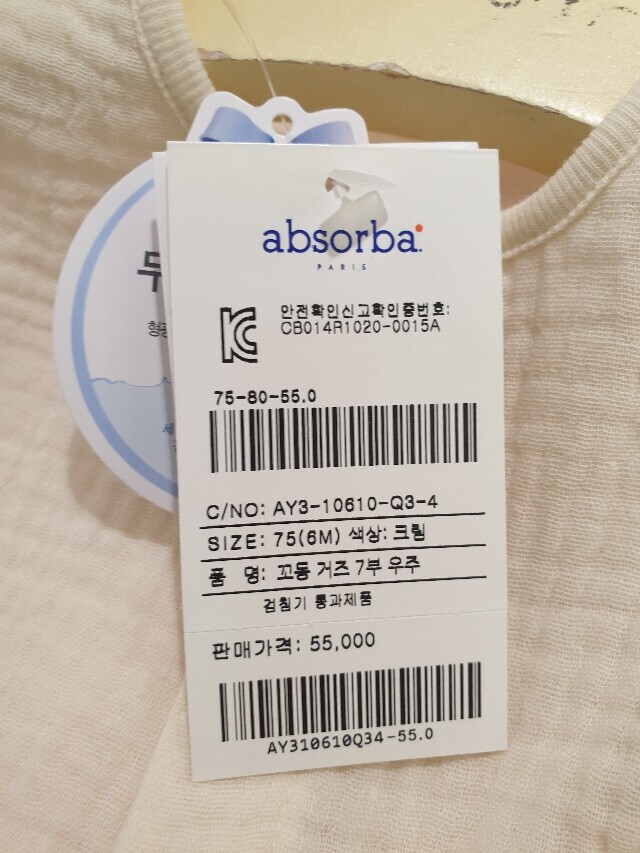 absorba
PARIS
안전확인신고확인증번호:
CB014R1020-0015A
75-80-55.0
C/NO: AY3-10610-Q3-4
SIZE: 75(6M) 색상: 크림
품 명: 꼬동 거즈 7부 우주
검침기 통과제품
판매가격: 55,000
AY310610Q34-55.0